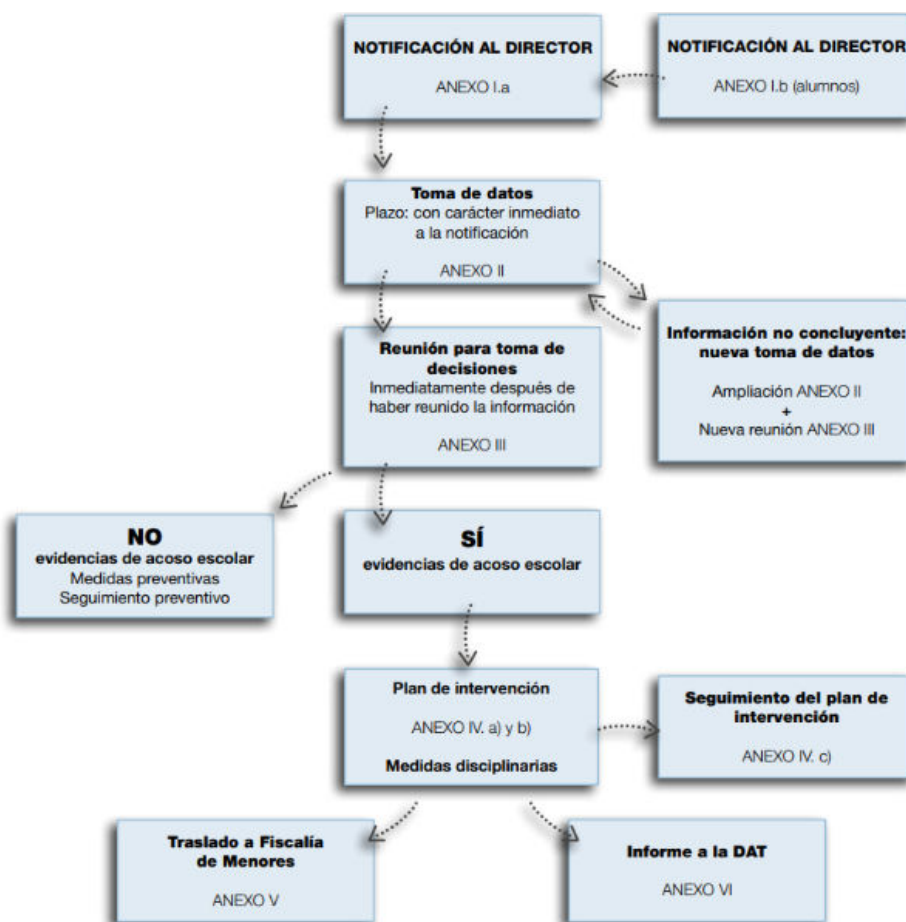 NOTIFICACIÓN AL DIRECTOR
ANEXO I.a
NOTIFICACIÓN AL DIRECTOR
ANEXO I.b (alumnos)
Toma de datos
Plazo: con carácter inmediato
a la notificación
ANEXO II
Información no concluyente:
nueva toma de datos
Ampliación ANEXO II
+
Nueva reunión ANEXO III
Reunión para toma de
decisiones
Inmediatamente después de
haber reunido la información
ANEXO III
NO
evidencias de acoso escolar
Medidas preventivas
Seguimiento preventivo
SÍ
evidencias de acoso escolar
Plan de intervención
ANEXO IV. a) y b)
Medidas disciplinarias
Seguimiento del plan de
intervención
ANEXO IV. c)
Traslado a Fiscalía
de Menores
ANEXO V
Informe a la DAT
ANEXO VI